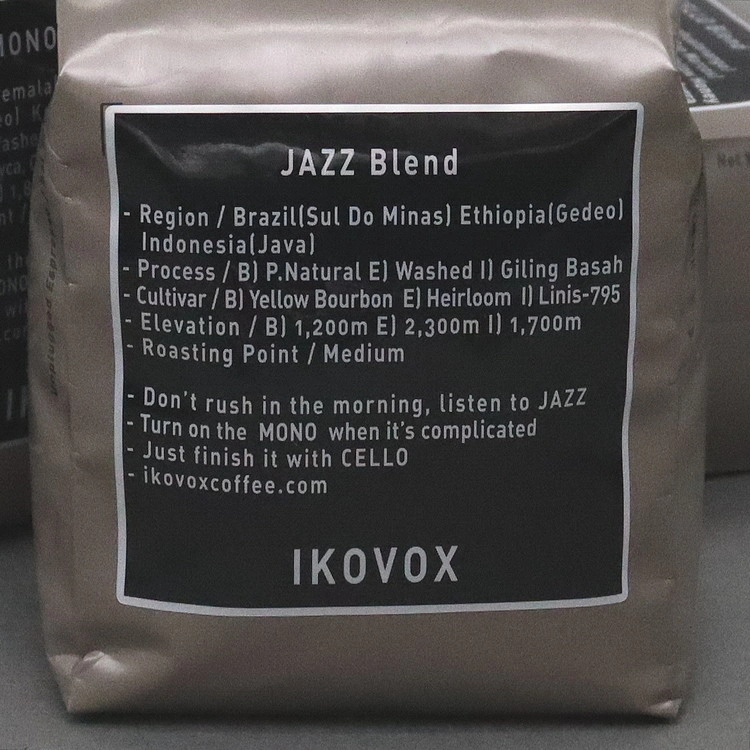 JAZZ Blend
- Region / Brazil(Sul Do Minas) Ethiopia(Gedeo)
Indonesia(Java)
- Process / B) P.Natural E) Washed I) Giling Basah
- Cultivar / B) Yellow Bourbon E) Heirloom I) Linis-795
- Elevation / B) 1,200m E) 2,300m I) 1,700m
- Roasting Point / Medium
- Don't rush in the morning, listen to JAZZ
- Turn on the MONO when it's complicated
- Just finish it with CELLO
- ikovoxcoffee.com
IKOVOX
MONO